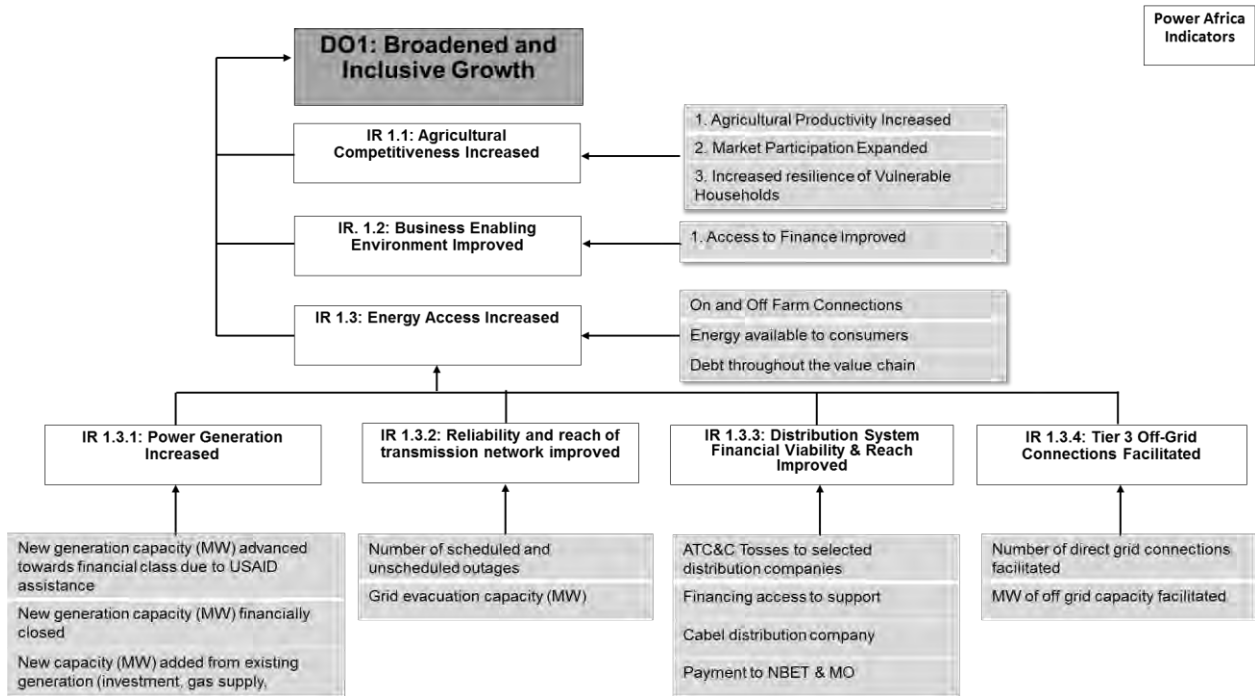 Power Africa
Indicators
DO1: Broadened and
Inclusive Growth
IR 1.1: Agricultural
Competitiveness Increased
1. Agricultural Productivity Increased
2. Market Participation Expanded
3. Increased resilience of Vulnerable
Households
IR. 1.2: Business Enabling
Environment Improved
1. Access to Finance Improved
IR 1.3: Energy Access Increased
On and Off Farm Connections
Energy available to consumers
Debt throughout the value chain
IR 1.3.1: Power Generation
Increased
IR 1.3.2: Reliability and reach of
transmission network improved
IR 1.3.3: Distribution System
Financial Viability & Reach
Improved
IR 1.3.4: Tier 3 Off-Grid
Connections Facilitated
New generation capacity (MW) advanced
towards financial class due to USAID
assistance
New generation capacity (MW) financially
closed
New capacity (MW) added from existing
generation (investment, gas supply,
Number of scheduled and
unscheduled outages
Grid evacuation capacity (MW)
ATC&C Tosses to selected
distribution companies
Financing access to support
Cabel distribution company
Payment to NBET & MO
Number of direct grid connections
facilitated
MW of off grid capacity facilitated